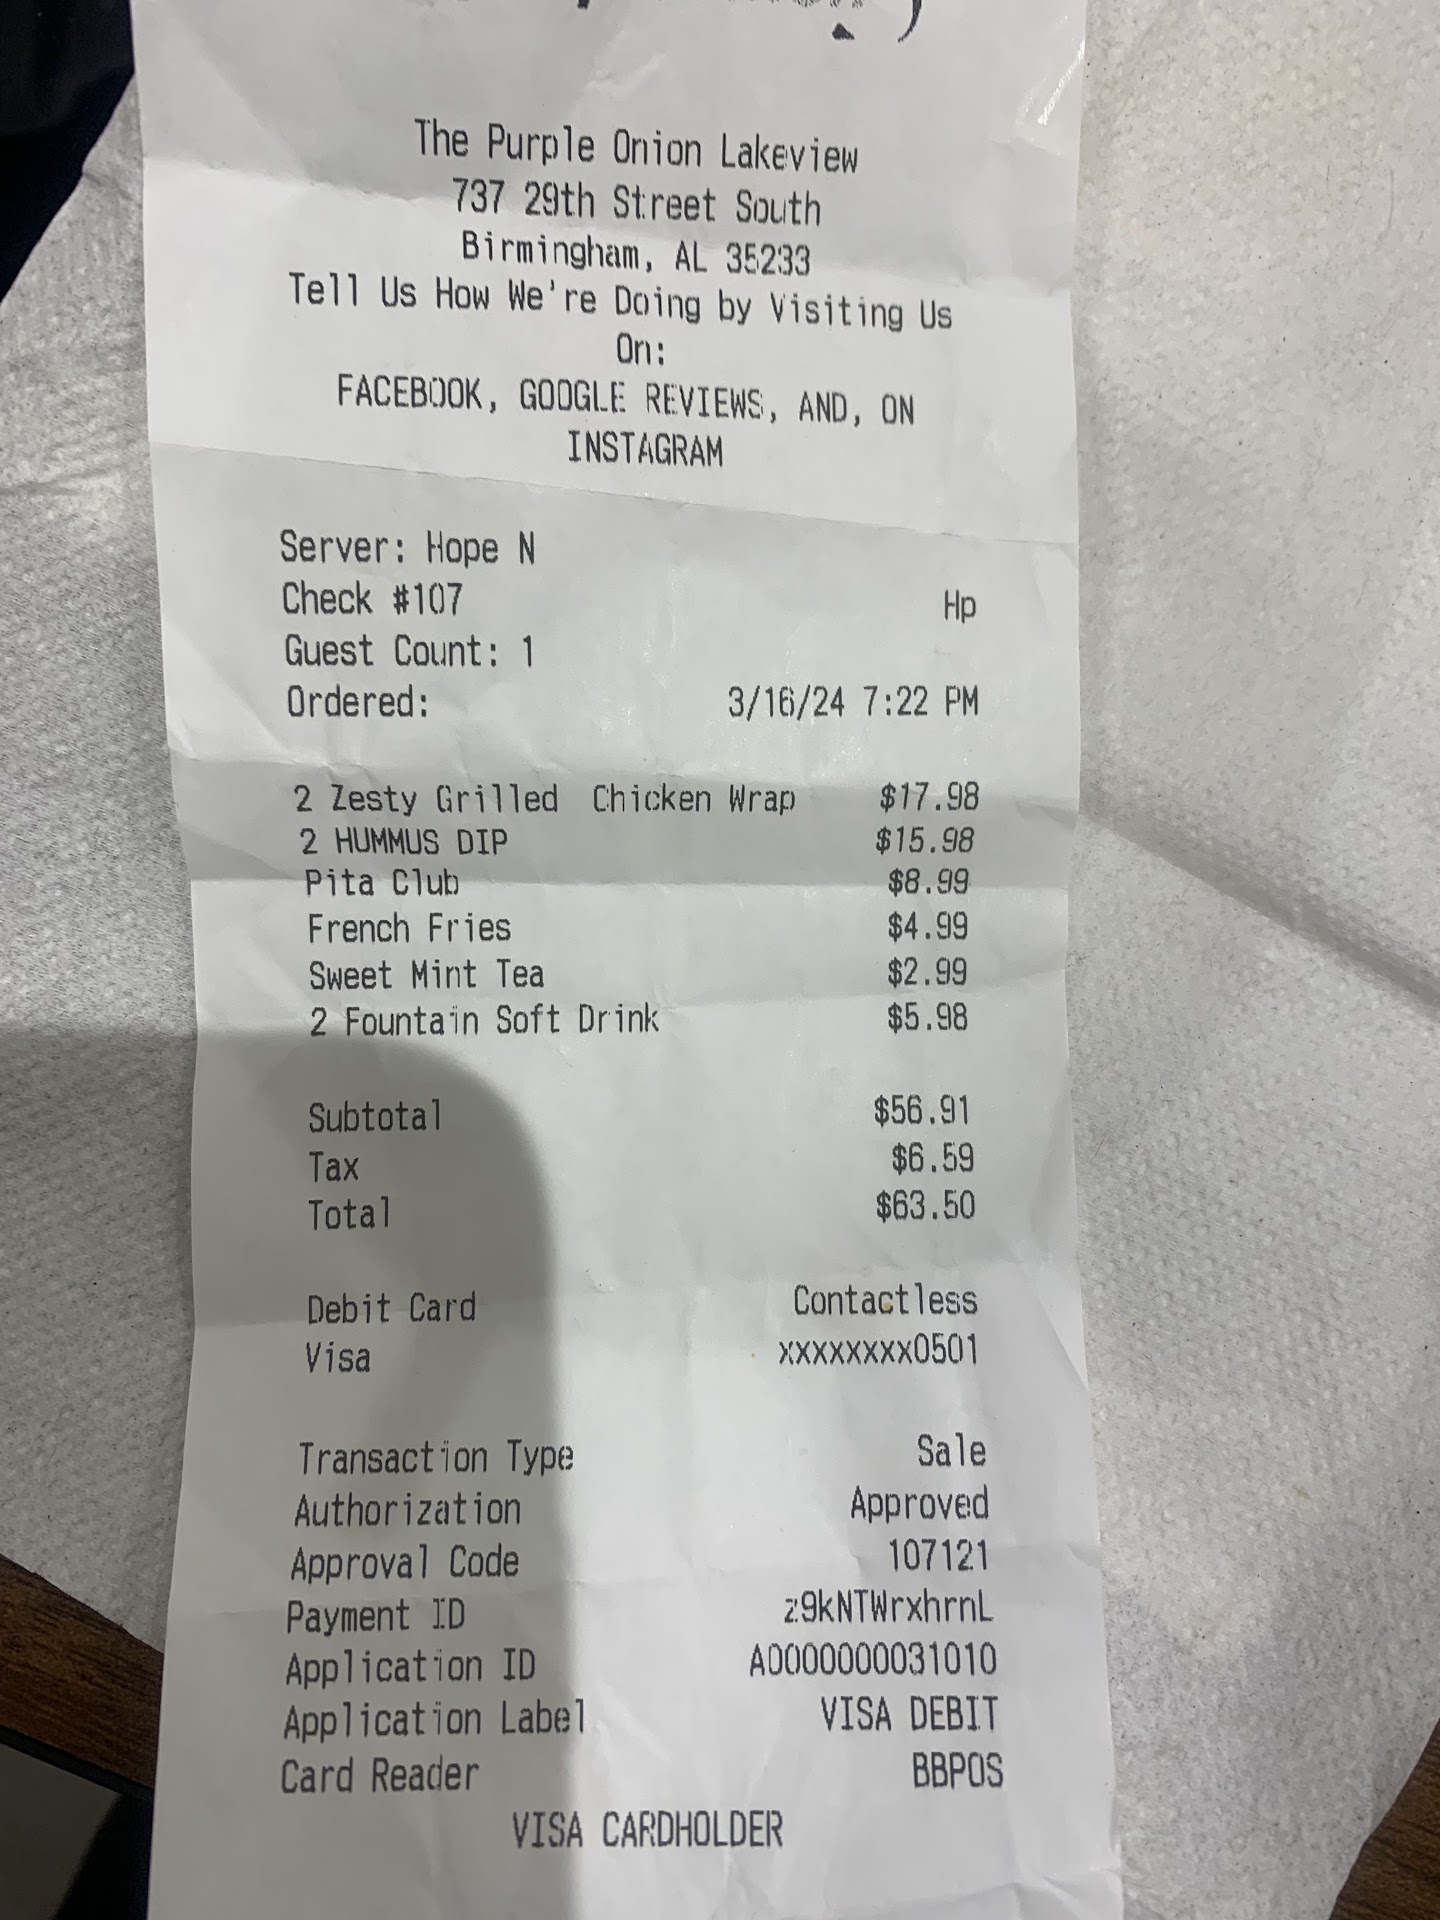 The Purple Onion Lakeview
737 29th Street South
Birmingham, AL 35233
Tell Us How We're Doing by Visiting Us
On:
FACEBOOK, GOOGLE REVIEWS, AND, ON
INSTAGRAM
Server: Hope N
Check #107 Hp
Guest Count: 1
Ordered: 3/16/24 7:22 PM
2 Zesty Grilled Chicken Wrap $17.98
2 HUMMUS DIP $15.98
Pita Club $8.99
French Fries $4.99
Sweet Mint Tea $2.99
2 Fountain Soft Drink $5.98
Subtotal $56.91
Tax $6.59
Total $63.50
Debit Card Contactless
Visa xxxxxxxx0501
Transaction Type Sale
Authorization Approved
Approval Code 107121
Payment ID z9kNTWrxhrnL
Application ID A0000000031010
Application Label VISA DEBIT
Card Reader BBPOS
VISA CARDHOLDER